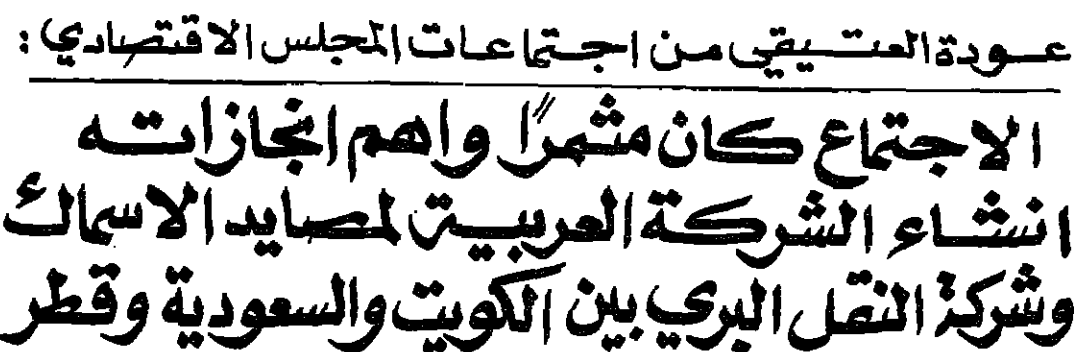 عودة العتيقي من اجتماعات المجلس الاقتصادي :
الاجتماع كان مثمرًا واهم انجازاته
انشاء الشركة العربية لمصايد الاسماك
وشركة النقل البري بين الكويت والسعودية وقطر